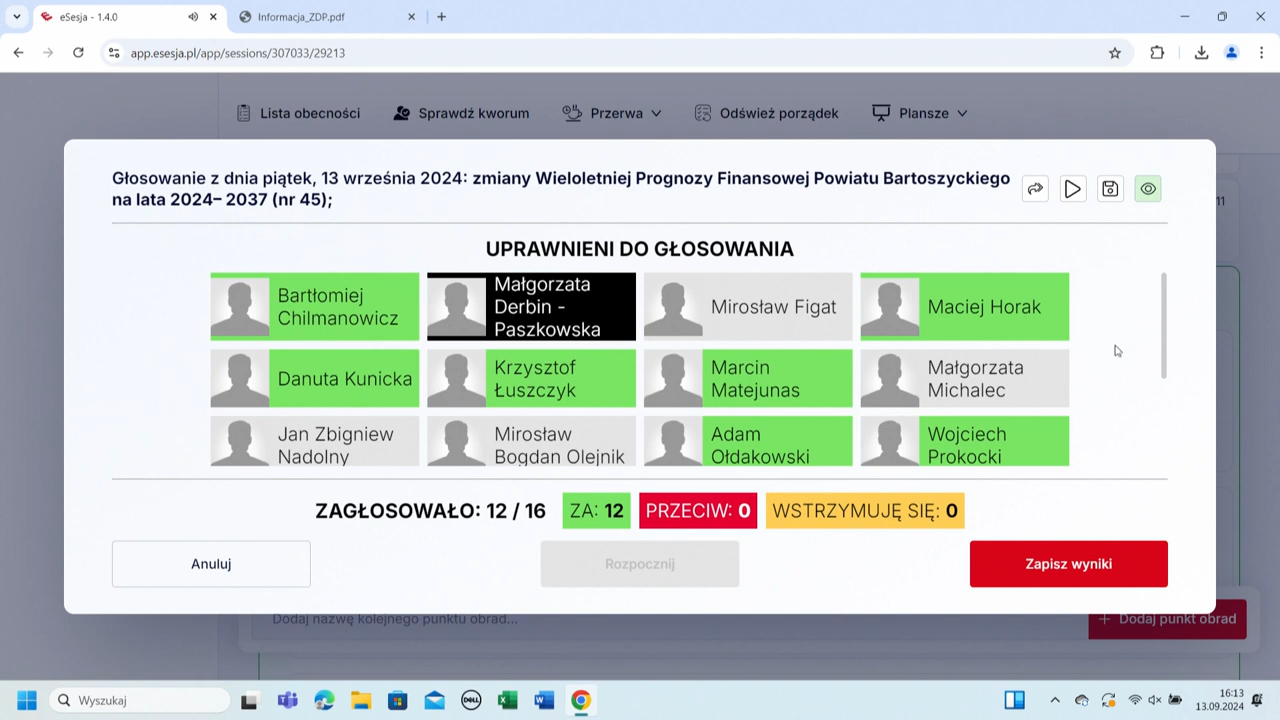 eSesja - 1.4.0
Informacja_ZDP.pdf
app.esesja.pl/app/sessions/307033/29213
Lista obecności
Sprawdź kworum
Przerwa
Odśwież porządek
Plansze
Głosowanie z dnia piątek, 13 września 2024: zmiany Wieloletniej Prognozy Finansowej Powiatu Bartoszyckiego
na lata 2024– 2037 (nr 45);
11
UPRAWNIENI DO GŁOSOWANIA
Bartłomiej
Chilmanowicz
Małgorzata
Derbin -
Paszkowska
Mirosław Figat
Maciej Horak
Danuta Kunicka
Krzysztof
Łuszczyk
Marcin
Matejunas
Małgorzata
Michalec
Jan Zbigniew
Nadolny
Mirosław
Bogdan Olejnik
Adam
Ołdakowski
Wojciech
Prokocki
ZAGŁOSOWAŁO: 12 / 16
ZA: 12
PRZECIW: 0
WSTRZYMUJĘ SIĘ: 0
Anuluj
Rozpocznij
Zapisz wyniki
Dodaj nazwę kolejnego punktu obrad...
+ Dodaj punkt obrad
Wyszukaj
DELL
16:13
13.09.2024